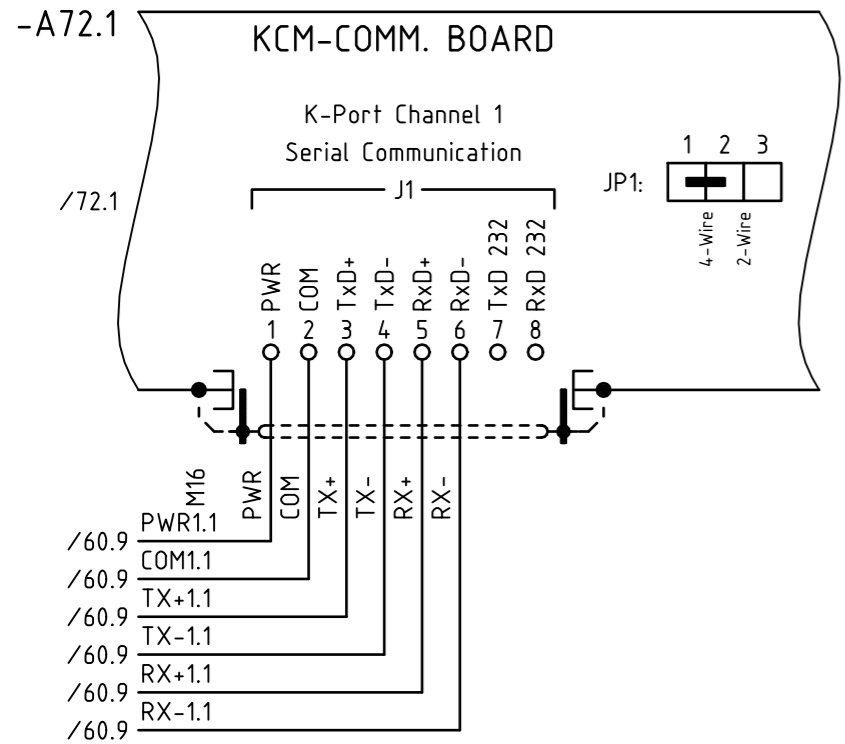 -A72.1
KCM-COMM. BOARD
K-Port Channel 1
Serial Communication
/72.1
J1
JP1:
1 2 3
4-Wire
2-Wire
PWR
COM
TxD+
TxD-
RxD+
RxD-
TxD 232
RxD 232
1 2 3 4 5 6 7 8
M16
PWR
COM
TX+
TX-
RX+
RX-
/60.9 PWR1.1
/60.9 COM1.1
/60.9 TX+1.1
/60.9 TX-1.1
/60.9 RX+1.1
/60.9 RX-1.1